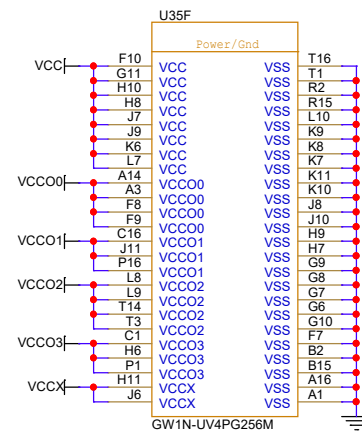 U35F
Power/Gnd
VCC F10 VCC VSS T16
G11 VCC VSS T1
H10 VCC VSS R2
H8 VCC VSS R15
J7 VCC VSS L10
J9 VCC VSS K9
K6 VCC VSS K8
L7 VCC VSS K7
VCCO0 A14 VCCO0 VSS K11
A3 VCCO0 VSS K10
F8 VCCO0 VSS J8
F9 VCCO0 VSS J10
VCCO1 C16 VCCO1 VSS H9
J11 VCCO1 VSS H7
P16 VCCO1 VSS G9
VCCO2 L8 VCCO2 VSS G8
L9 VCCO2 VSS G7
T14 VCCO2 VSS G6
T3 VCCO2 VSS G10
VCCO3 C1 VCCO3 VSS F7
H6 VCCO3 VSS B2
P1 VCCO3 VSS B15
VCCX H11 VCCX VSS A16
J6 VCCX VSS A1
GW1N-UV4PG256M